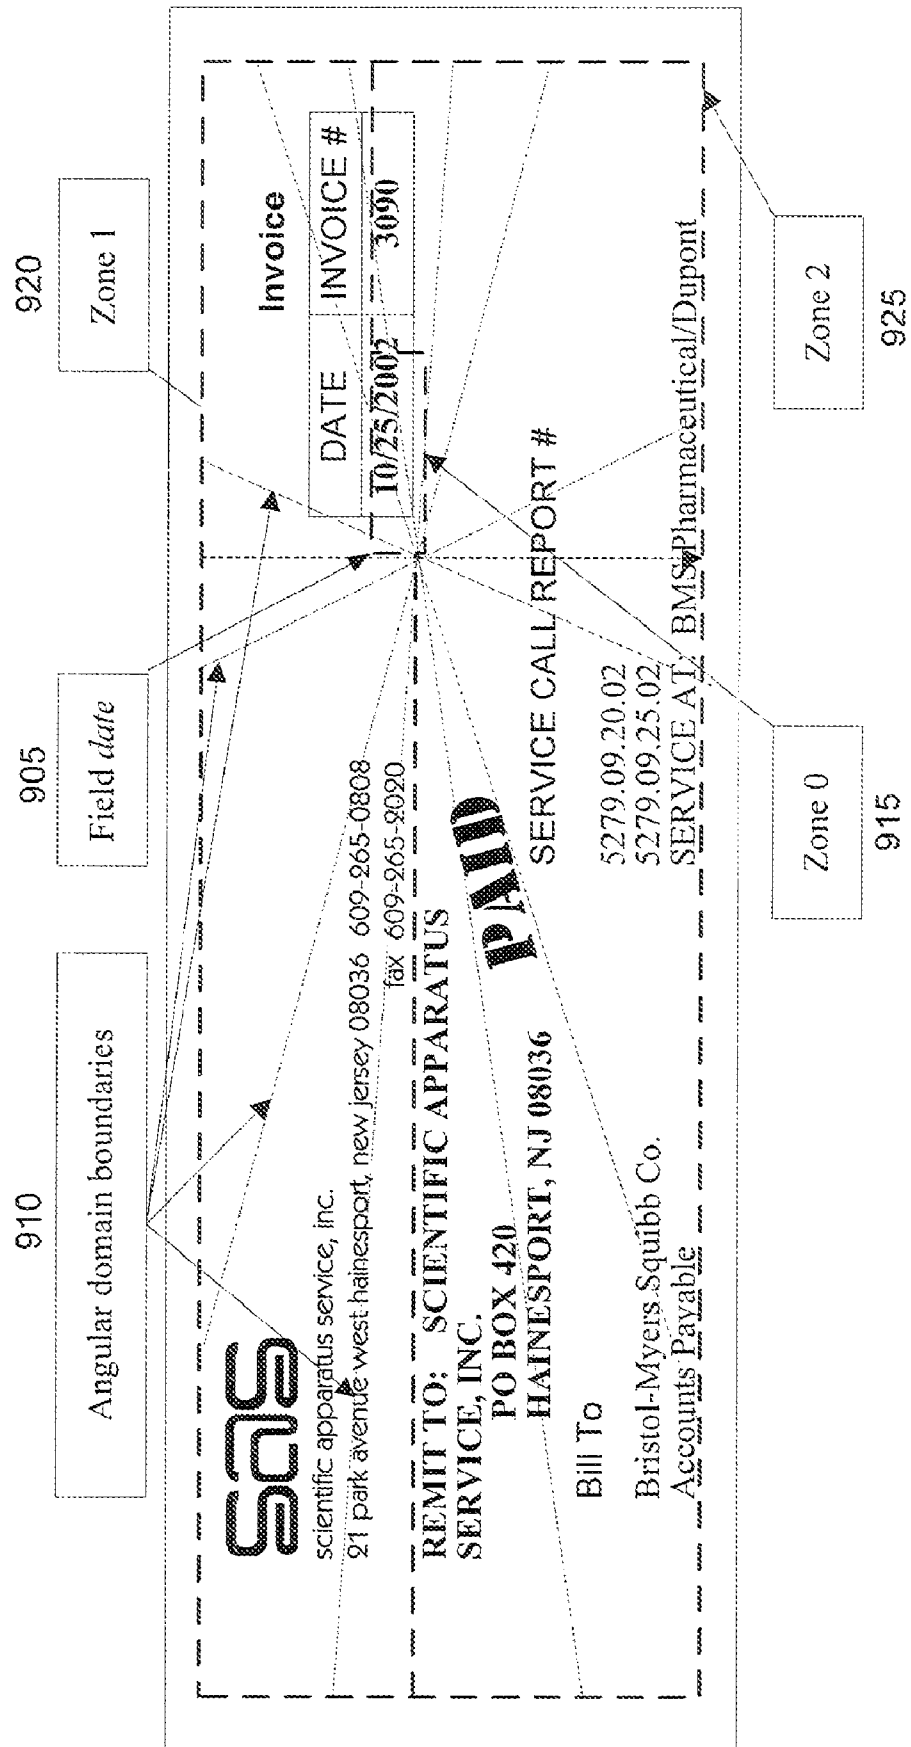 910
905
920
Angular domain boundaries
Field date
Zone 1
sas
scientific apparatus service, inc.
21 park avenue west hainesport, new jersey 08036 609-265-0808
fax 609-265-2020
Invoice
DATE INVOICE #
10/25/2002 3090
REMIT TO: SCIENTIFIC APPARATUS
SERVICE, INC.
PO BOX 420
HAINESPORT, NJ 08036
PAID
SERVICE CALL REPORT #
Bill To
5279.09.20.02
5279.09.25.02
Bristol-Myers Squibb Co.
Accounts Payable
SERVICE AT: BMS Pharmaceutical/Dupont
Zone 0
Zone 2
915
925